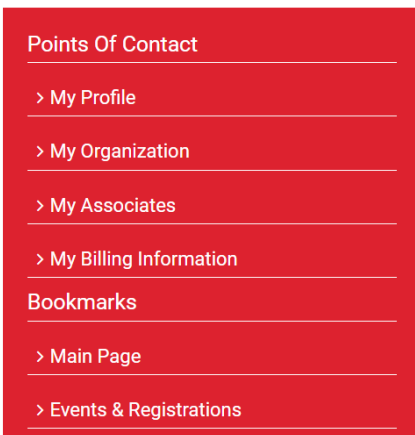 Points Of Contact
> My Profile
> My Organization
> My Associates
> My Billing Information
Bookmarks
> Main Page
> Events & Registrations